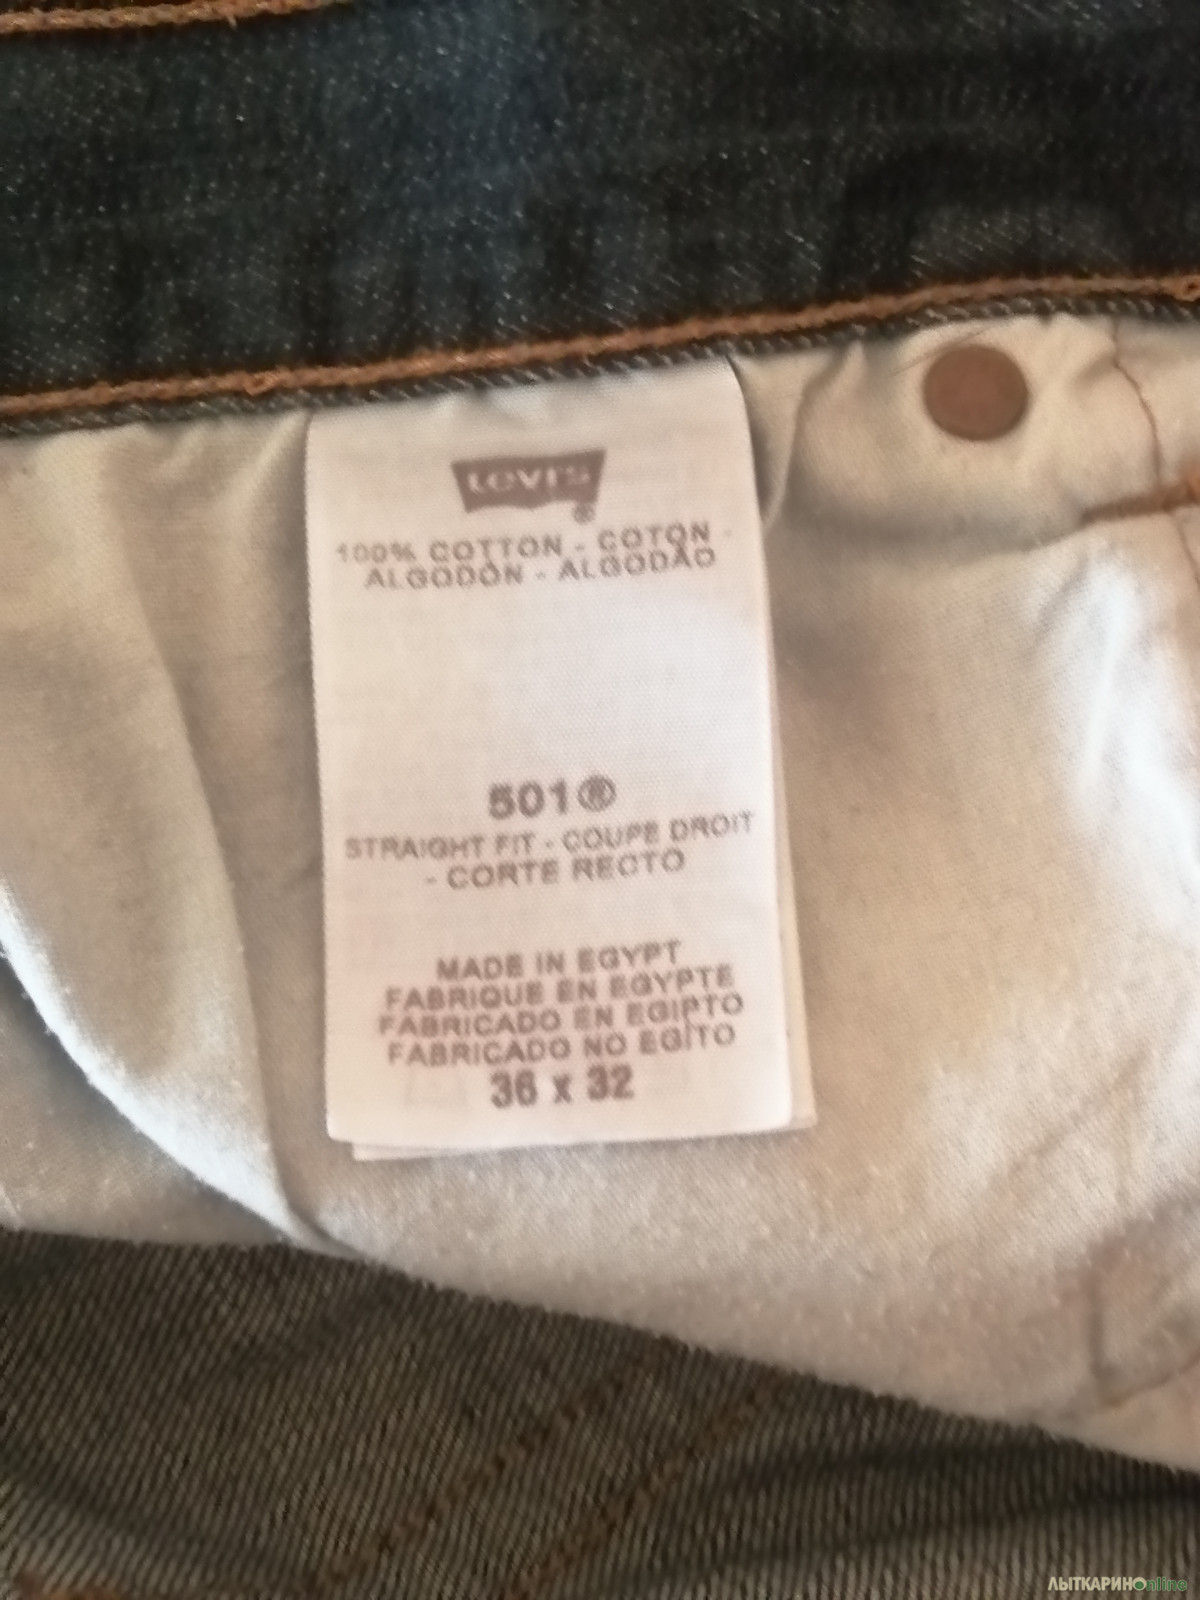 LEVI'S
®
100% COTTON - COTON -
ALGODÓN - ALGODÃO
501®
STRAIGHT FIT - COUPE DROIT
- CORTE RECTO
MADE IN EGYPT
FABRIQUE EN EGYPTE
FABRICADO EN EGIPTO
FABRICADO NO EGITO
36 x 32
ЛЫТКАРИНОonline